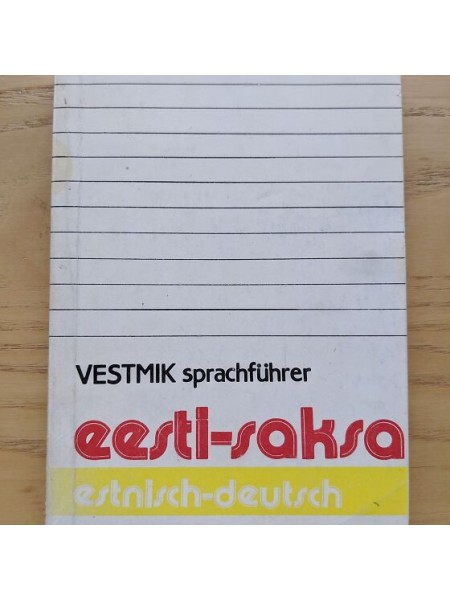 VESTMIK sprachführer
eesti-saksa
estnisch-deutsch